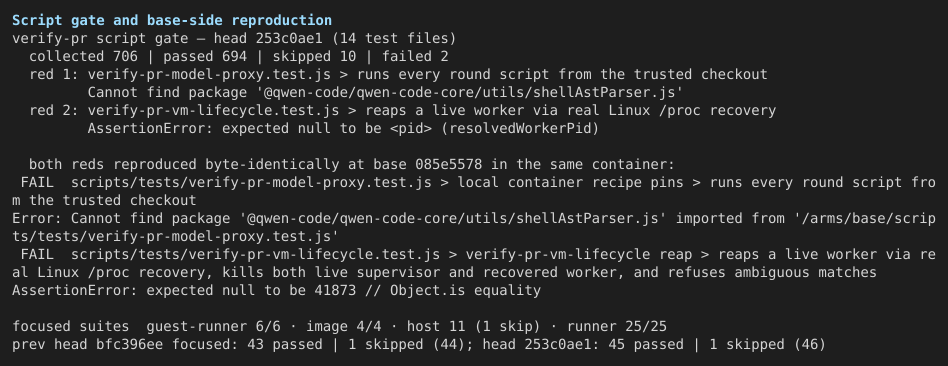 Script gate and base-side reproduction
verify-pr script gate — head 253c0ae1 (14 test files)
  collected 706 | passed 694 | skipped 10 | failed 2
  red 1: verify-pr-model-proxy.test.js > runs every round script from the trusted checkout
         Cannot find package '@qwen-code/qwen-code-core/utils/shellAstParser.js'
  red 2: verify-pr-vm-lifecycle.test.js > reaps a live worker via real Linux /proc recovery
         AssertionError: expected null to be <pid> (resolvedWorkerPid)

  both reds reproduced byte-identically at base 085e5578 in the same container:
 FAIL  scripts/tests/verify-pr-model-proxy.test.js > local container recipe pins > runs every round script fro
m the trusted checkout
Error: Cannot find package '@qwen-code/qwen-code-core/utils/shellAstParser.js' imported from '/arms/base/scrip
ts/tests/verify-pr-model-proxy.test.js'
 FAIL  scripts/tests/verify-pr-vm-lifecycle.test.js > verify-pr-vm-lifecycle reap > reaps a live worker via re
al Linux /proc recovery, kills both live supervisor and recovered worker, and refuses ambiguous matches
AssertionError: expected null to be 41873 // Object.is equality

focused suites  guest-runner 6/6 · image 4/4 · host 11 (1 skip) · runner 25/25
prev head bfc396ee focused: 43 passed | 1 skipped (44); head 253c0ae1: 45 passed | 1 skipped (46)